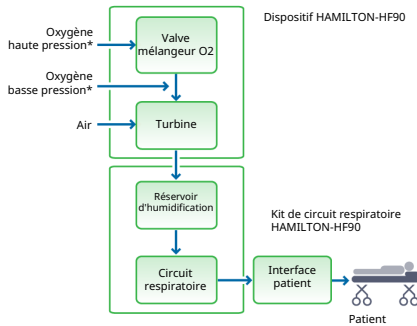 Dispositif HAMILTON-HF90
Oxygène
haute pression*
Valve
mélangeur O2
Oxygène
basse pression*
Air
Turbine
Réservoir
d'humidification
Kit de circuit respiratoire
HAMILTON-HF90
Circuit
respiratoire
Interface
patient
Patient